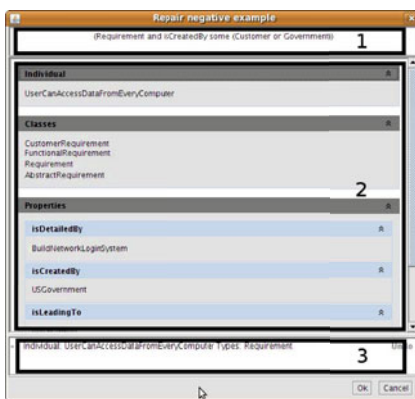 Repair negative example
(Requirement and isCreatedBy some (Customer or Government))
1
Individual
UserCanAccessDataFromEveryComputer
Classes
CustomerRequirement
FunctionalRequirement
Requirement
AbstractRequirement
2
Properties
isDetailedBy
BuildNetworkLoginSystem
isCreatedBy
USGovernment
isLeadingTo
Individual: UserCanAccessDataFromEveryComputer Types: Requirement
3
Ok Cancel